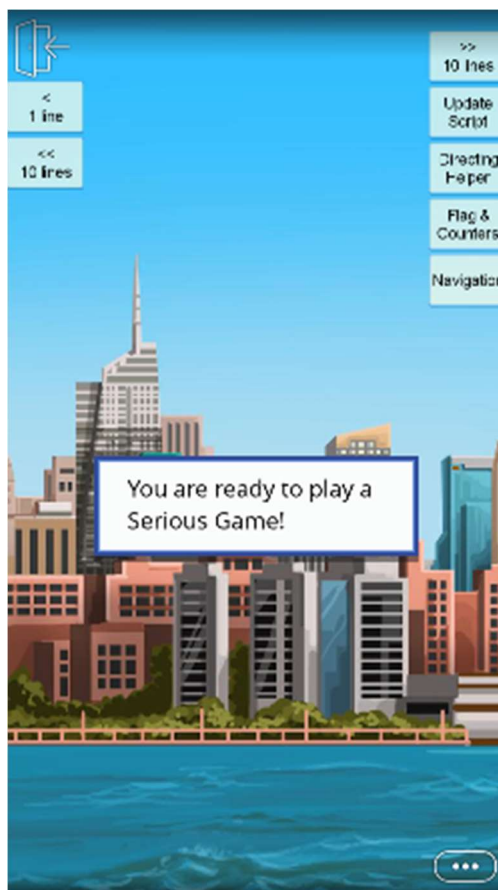 >>
10 lines
<
1 line
Update
Script
<<
10 lines
Directing
Helper
Flag &
Counters
Navigation
You are ready to play a
Serious Game!